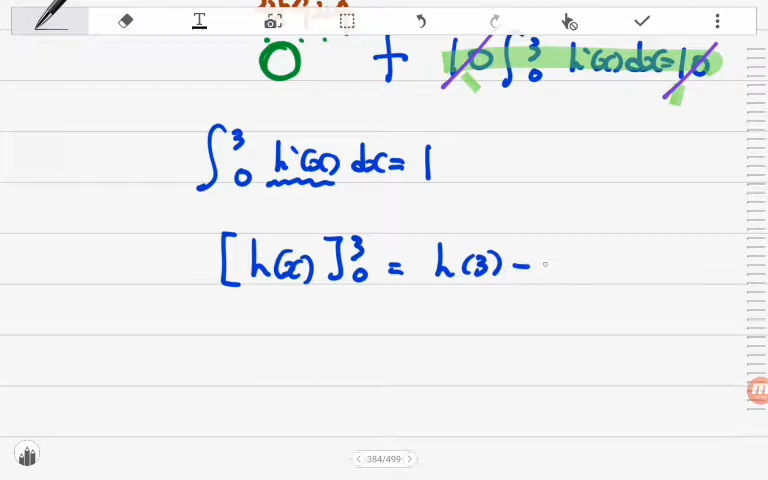 0 + 10 ∫₀³ h'(x) dx = 10
∫₀³ h'(x) dx = 1
[h(x)]₀³ = h(3) -
384/499